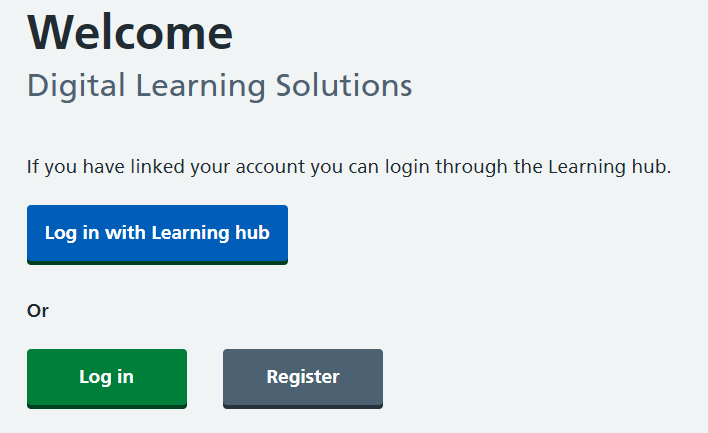 Welcome
Digital Learning Solutions
If you have linked your account you can login through the Learning hub.
Log in with Learning hub
Or
Log in
Register